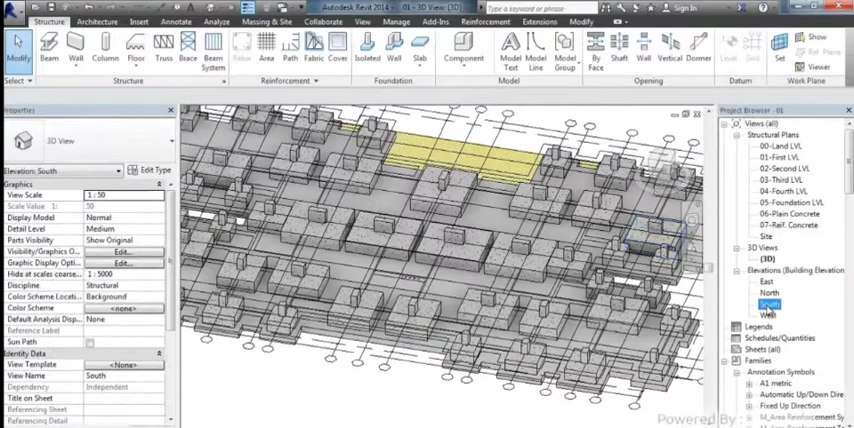 Autodesk Revit 2014 - 01 - 3D View: {3D}
Type a keyword or phrase
Sign In
Structure Architecture Insert Annotate Analyze Massing & Site Collaborate View Manage Add-Ins Reinforcement Extensions Modify
Modify Beam Wall Column Floor Truss Brace Beam System Rebar Area Path Fabric Cover Isolated Wall Slab Component Model Text Model Line Model Group By Face Shaft Wall Vertical Dormer Level Grid Set Show Ref Plane Viewer
Select Structure Reinforcement Foundation Model Opening Datum Work Plane
Properties
3D View
Elevation: South
Edit Type
Graphics
View Scale 1 : 50
Scale Value 1: 50
Display Model Normal
Detail Level Medium
Parts Visibility Show Original
Visibility/Graphics O... Edit...
Graphic Display Opti... Edit...
Hide at scales coarse... 1 : 5000
Discipline Structural
Color Scheme Locati... Background
Color Scheme <none>
Default Analysis Disp... None
Reference Label
Sun Path
Identity Data
View Template <None>
View Name South
Dependency Independent
Title on Sheet
Referencing Sheet
Referencing Detail
Project Browser - 01
Views (all)
Structural Plans
00-Land LVL
01-First LVL
02-Second LVL
03-Third LVL
04-Fourth LVL
05-Foundation LVL
06-Plain Concrete
07-Reif. Concrete
Site
3D Views
{3D}
Elevations (Building Elevation
East
North
South
West
Legends
Schedules/Quantities
Sheets (all)
Families
Annotation Symbols
A1 metric
Automatic Up/Down Dire
Fixed Up Direction
M_Area Reinforcement Sy
Powered By :